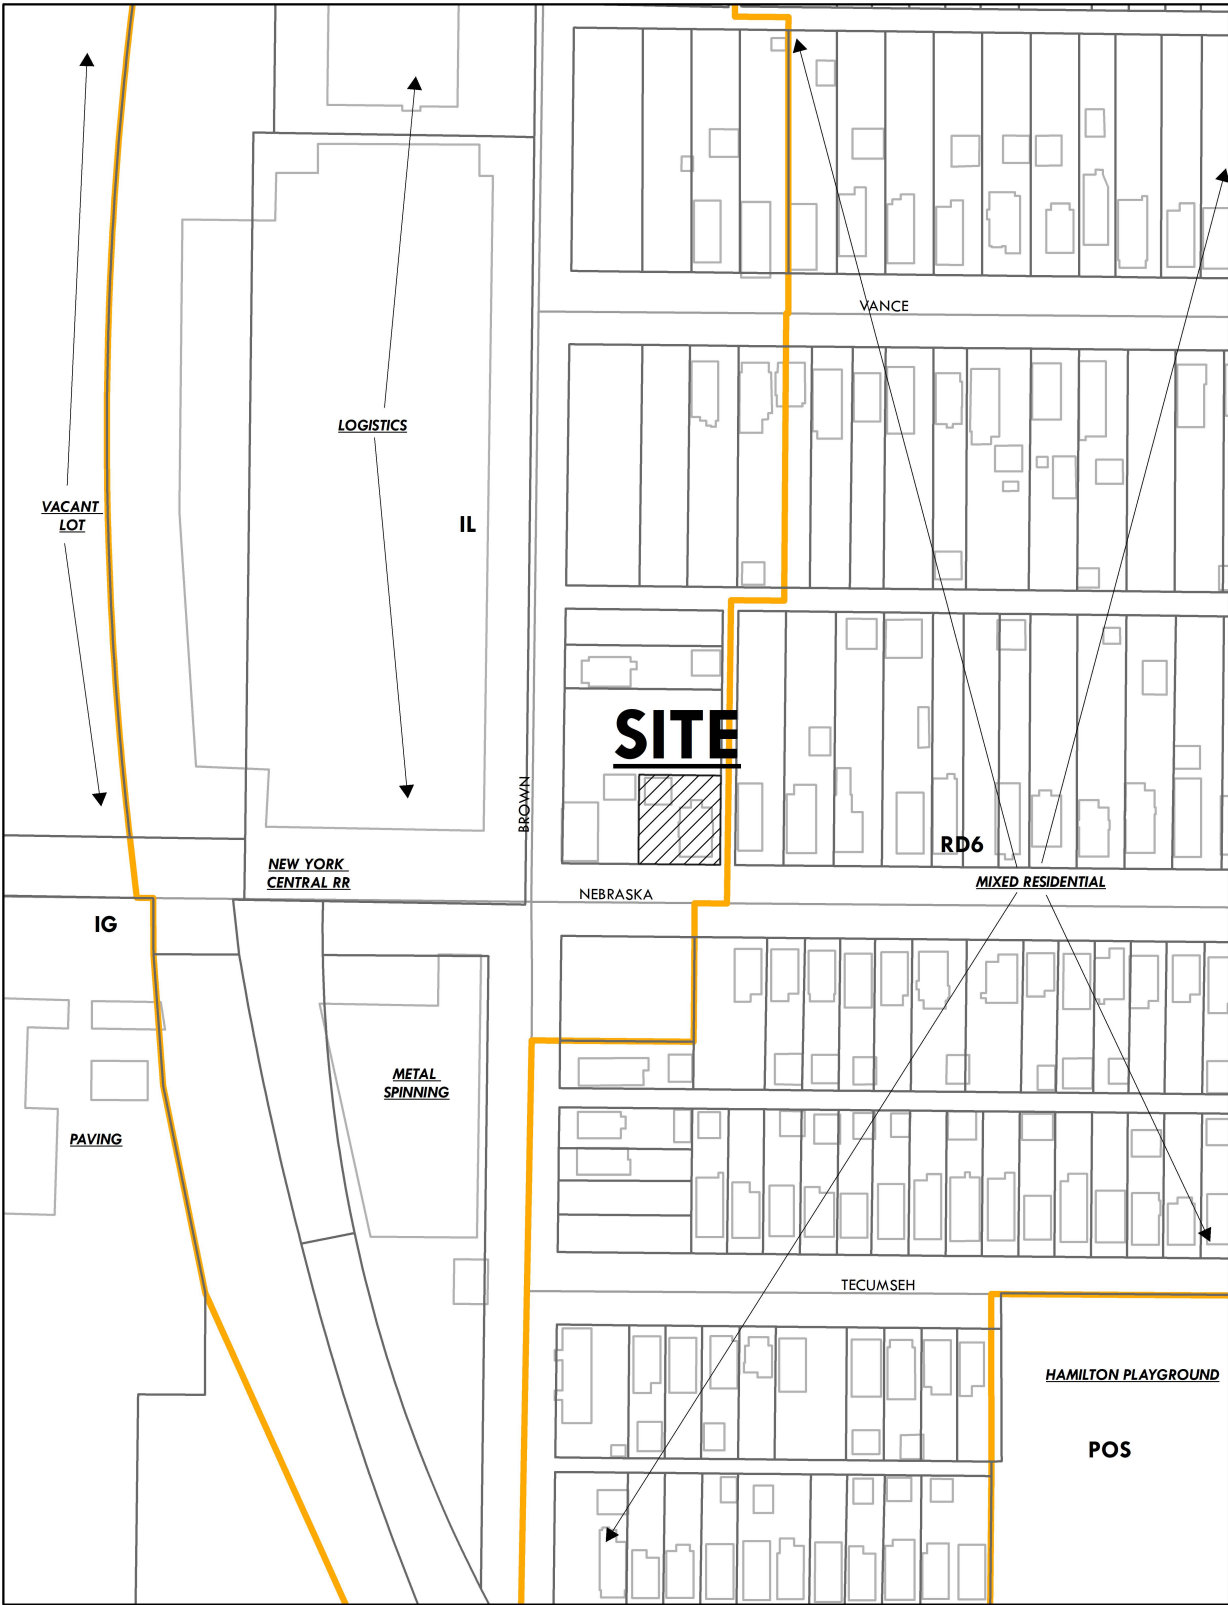 VANCE
LOGISTICS
VACANT
LOT
IL
SITE
BROWN
RD6
NEW YORK
CENTRAL RR
MIXED RESIDENTIAL
NEBRASKA
IG
METAL
SPINNING
PAVING
TECUMSEH
HAMILTON PLAYGROUND
POS